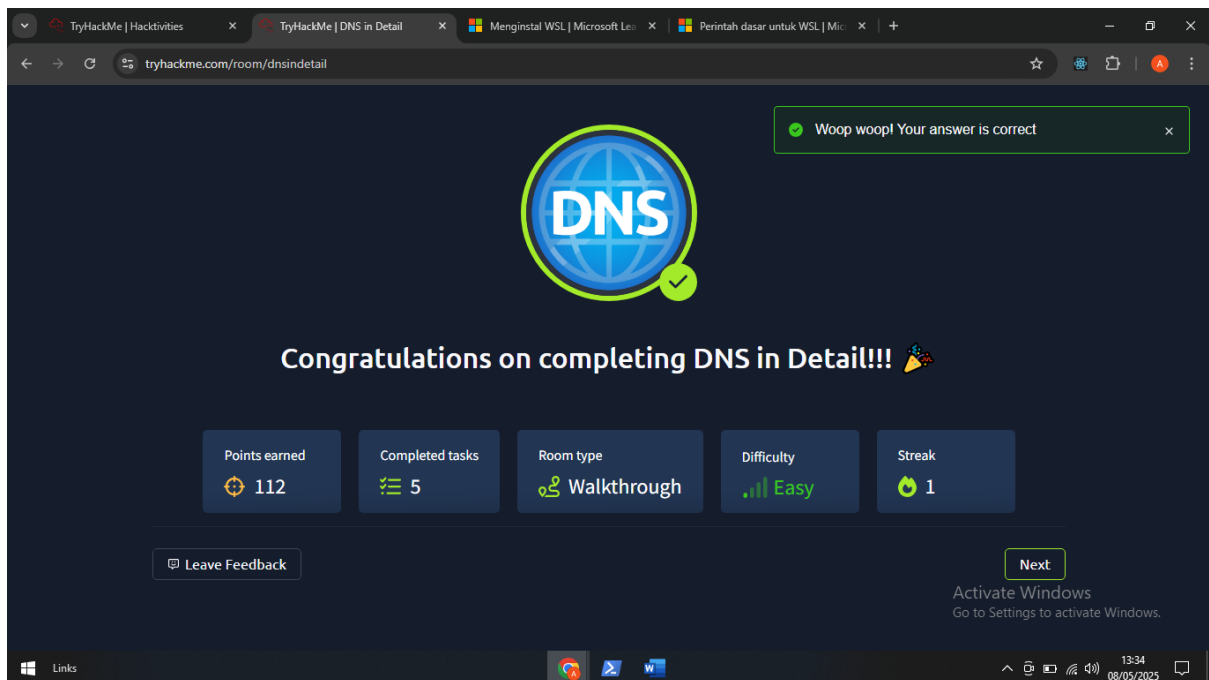 TryHackMe | Hacktivities
TryHackMe | DNS in Detail
Menginstal WSL | Microsoft Lea
Perintah dasar untuk WSL | Mic
tryhackme.com/room/dnsindetail
A
Woop woop! Your answer is correct
DNS
Congratulations on completing DNS in Detail!!!
Points earned
112
Completed tasks
5
Room type
Walkthrough
Difficulty
Easy
Streak
1
Leave Feedback
Next
Activate Windows
Go to Settings to activate Windows.
Links
13:34
08/05/2025